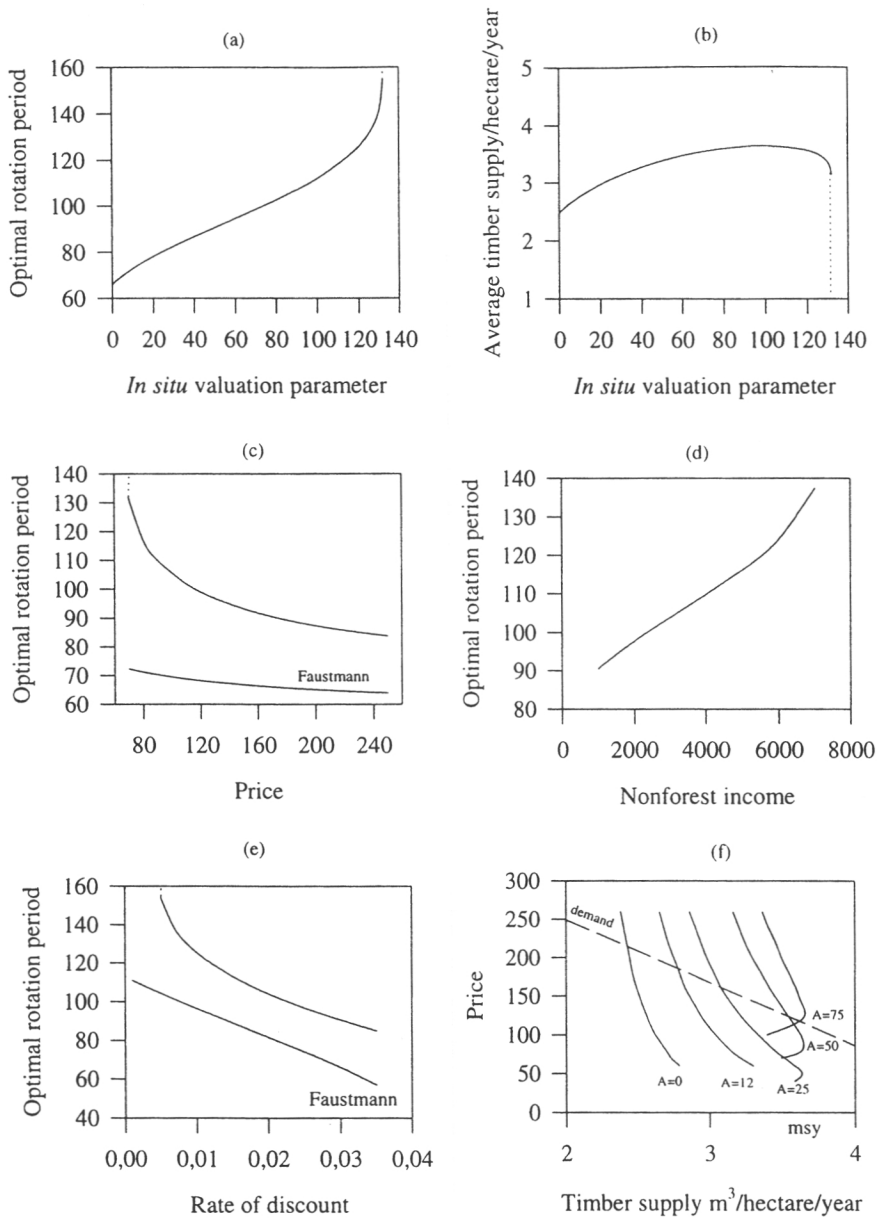 (a)
Optimal rotation period
160
140
120
100
80
60
0 20 40 60 80 100 120 140
In situ valuation parameter
(b)
Average timber supply/hectare/year
5
4
3
2
1
0 20 40 60 80 100 120 140
In situ valuation parameter
(c)
Optimal rotation period
140
130
120
110
100
90
80
70
60
Faustmann
80 120 160 200 240
Price
(d)
Optimal rotation period
140
130
120
110
100
90
80
0 2000 4000 6000 8000
Nonforest income
(e)
Optimal rotation period
160
140
120
100
80
60
40
Faustmann
0,00 0,01 0,02 0,03 0,04
Rate of discount
(f)
Price
300
250
200
150
100
50
0
demand
A=75
A=50
A=0 A=12 A=25
msy
2 3 4
Timber supply m³/hectare/year